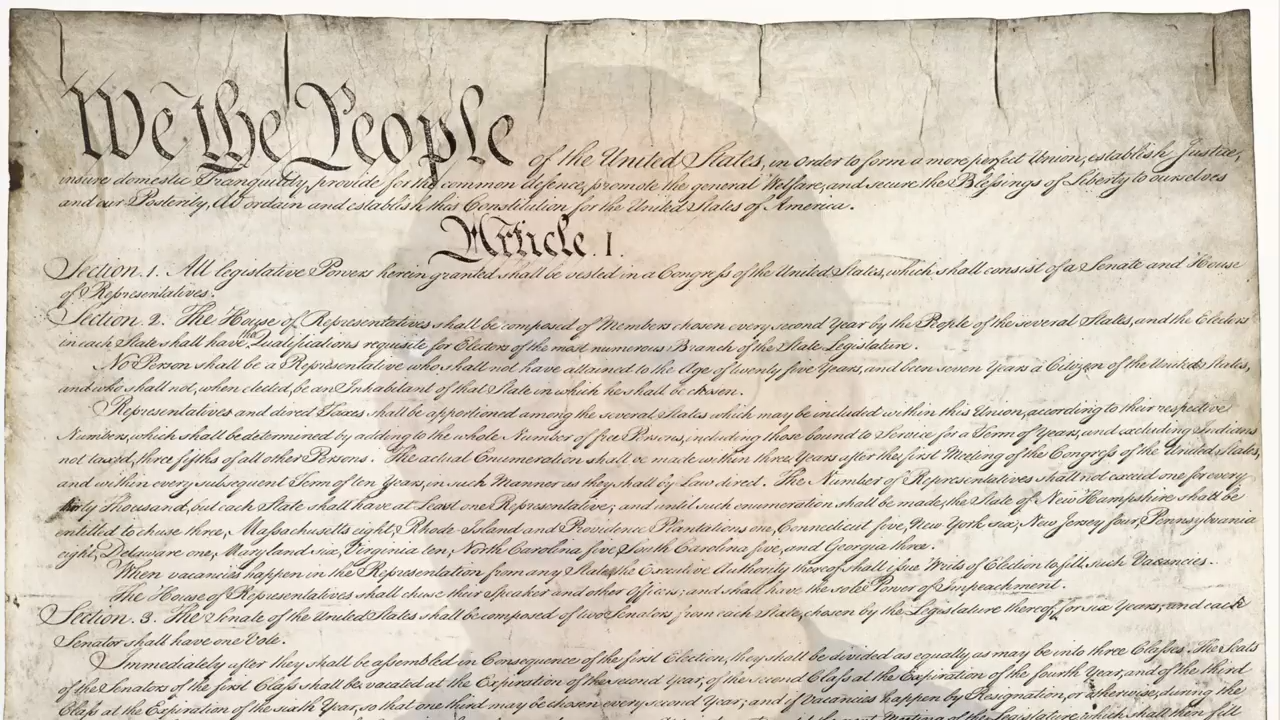 We the People of the United States, in Order to form a more perfect Union, establish Justice,
insure domestic Tranquility, provide for the common defence, promote the general Welfare, and secure the Blessings of Liberty to ourselves
and our Posterity, do ordain and establish this Constitution for the United States of America.
Article. I.
Section. 1. All legislative Powers herein granted shall be vested in a Congress of the United States, which shall consist of a Senate and House
of Representatives.
Section. 2. The House of Representatives shall be composed of Members chosen every second Year by the People of the several States, and the Electors
in each State shall have the Qualifications requisite for Electors of the most numerous Branch of the State Legislature.
No Person shall be a Representative who shall not have attained to the Age of twenty five Years, and been seven Years a Citizen of the United States,
and who shall not, when elected, be an Inhabitant of that State in which he shall be chosen.
Representatives and direct Taxes shall be apportioned among the several States which may be included within this Union, according to their respective
Numbers, which shall be determined by adding to the whole Number of free Persons, including those bound to Service for a Term of Years, and excluding Indians
not taxed, three fifths of all other Persons. The actual Enumeration shall be made within three Years after the first Meeting of the Congress of the United States,
and within every subsequent Term of ten Years, in such Manner as they shall by Law direct. The Number of Representatives shall not exceed one for every
thirty Thousand, but each State shall have at Least one Representative; and until such enumeration shall be made, the State of New Hampshire shall be
entitled to chuse three, Massachusetts eight, Rhode Island and Providence Plantations one, Connecticut five, New York six, New Jersey four, Pennsylvania
eight, Delaware one, Maryland six, Virginia ten, North Carolina five, South Carolina five, and Georgia three.
When vacancies happen in the Representation from any State, the Executive Authority thereof shall issue Writs of Election to fill such Vacancies.
The House of Representatives shall chuse their Speaker and other Officers; and shall have the sole Power of Impeachment.
Section. 3. The Senate of the United States shall be composed of two Senators from each State, chosen by the Legislature thereof, for six Years; and each
Senator shall have one Vote.
Immediately after they shall be assembled in Consequence of the first Election, they shall be divided as equally as may be into three Classes. The Seats
of the Senators of the first Class shall be vacated at the Expiration of the second Year, of the second Class at the Expiration of the fourth Year, and of the third
Class at the Expiration of the sixth Year, so that one third may be chosen every second Year; and if Vacancies happen by Resignation, or otherwise, during the